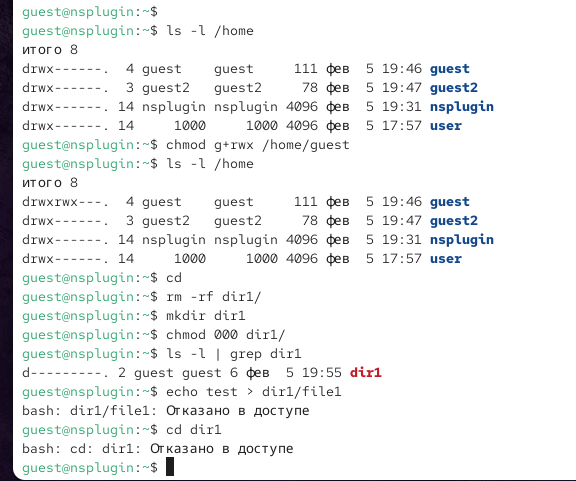 guest@nsplugin:~$
guest@nsplugin:~$ ls -l /home
итого 8
drwx------.  4 guest    guest     111 фев  5 19:46 guest
drwx------.  3 guest2   guest2     78 фев  5 19:47 guest2
drwx------. 14 nsplugin nsplugin 4096 фев  5 19:31 nsplugin
drwx------. 14     1000     1000 4096 фев  5 17:57 user
guest@nsplugin:~$ chmod g+rwx /home/guest
guest@nsplugin:~$ ls -l /home
итого 8
drwxrwx---.  4 guest    guest     111 фев  5 19:46 guest
drwx------.  3 guest2   guest2     78 фев  5 19:47 guest2
drwx------. 14 nsplugin nsplugin 4096 фев  5 19:31 nsplugin
drwx------. 14     1000     1000 4096 фев  5 17:57 user
guest@nsplugin:~$ cd
guest@nsplugin:~$ rm -rf dir1/
guest@nsplugin:~$ mkdir dir1
guest@nsplugin:~$ chmod 000 dir1/
guest@nsplugin:~$ ls -l | grep dir1
d---------. 2 guest guest 6 фев  5 19:55 dir1
guest@nsplugin:~$ echo test > dir1/file1
bash: dir1/file1: Отказано в доступе
guest@nsplugin:~$ cd dir1
bash: cd: dir1: Отказано в доступе
guest@nsplugin:~$